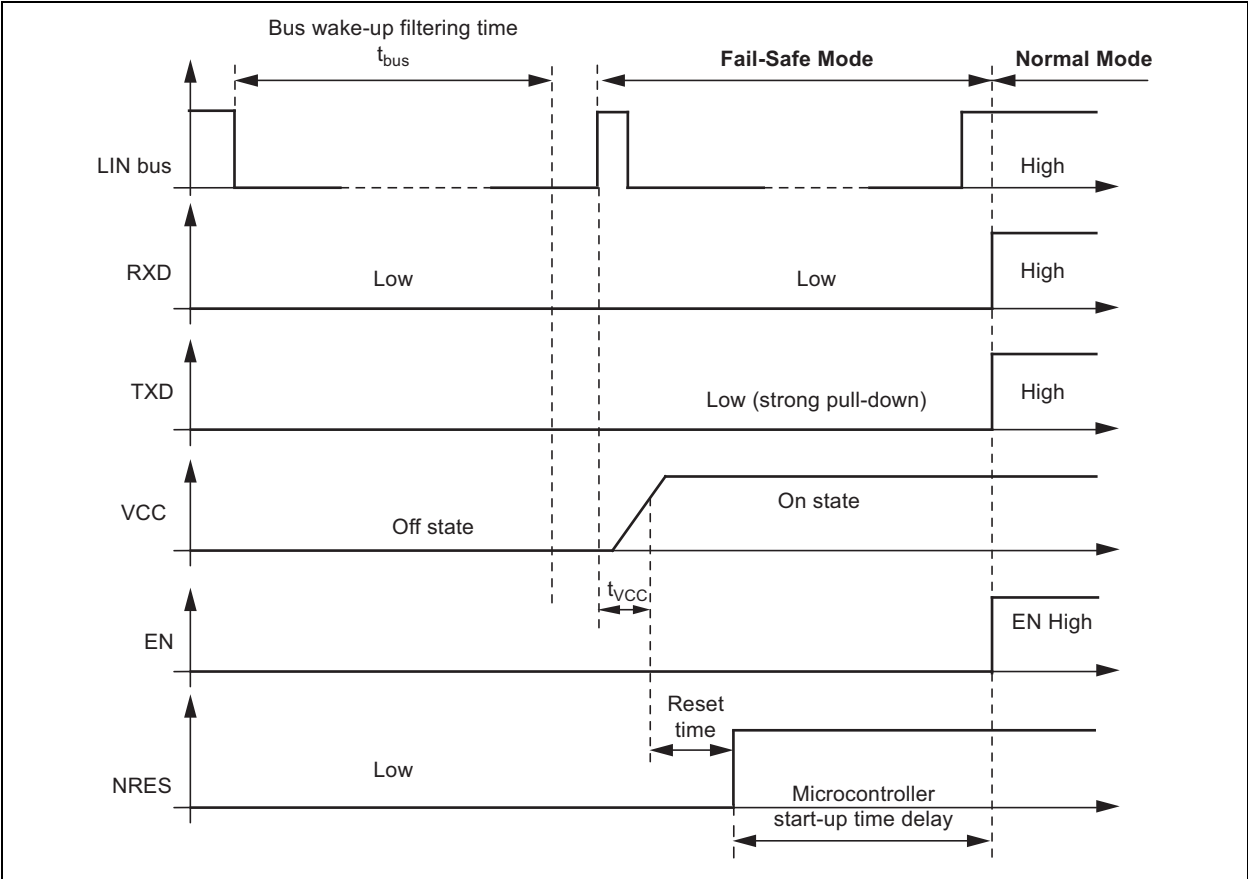 Bus wake-up filtering time
tbus
Fail-Safe Mode
Normal Mode
LIN bus
High
RXD
Low
Low
High
TXD
Low (strong pull-down)
High
VCC
Off state
On state
tVCC
EN
EN High
Reset
time
NRES
Low
Microcontroller
start-up time delay